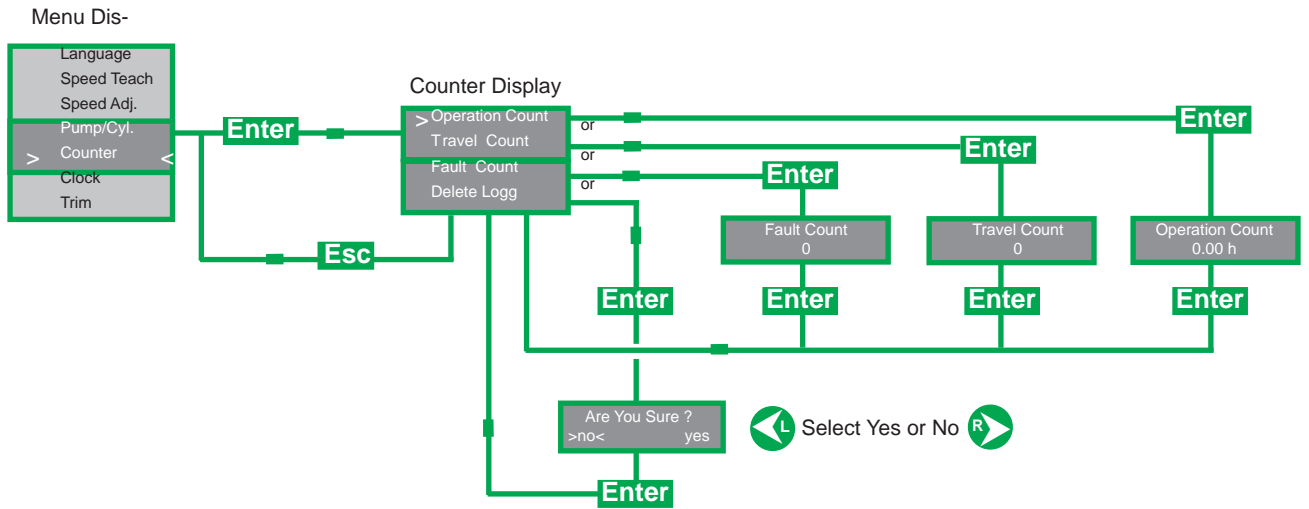 Menu Dis-
Language
Speed Teach
Speed Adj.
Pump/Cyl.
> Counter <
Clock
Trim
Enter
Esc
Counter Display
>Operation Count
Travel Count
Fault Count
Delete Logg
or
or
or
Enter
Enter
Enter
Fault Count
0
Travel Count
0
Operation Count
0.00 h
Enter
Enter
Enter
Enter
Are You Sure ?
>no< yes
L Select Yes or No R
Enter